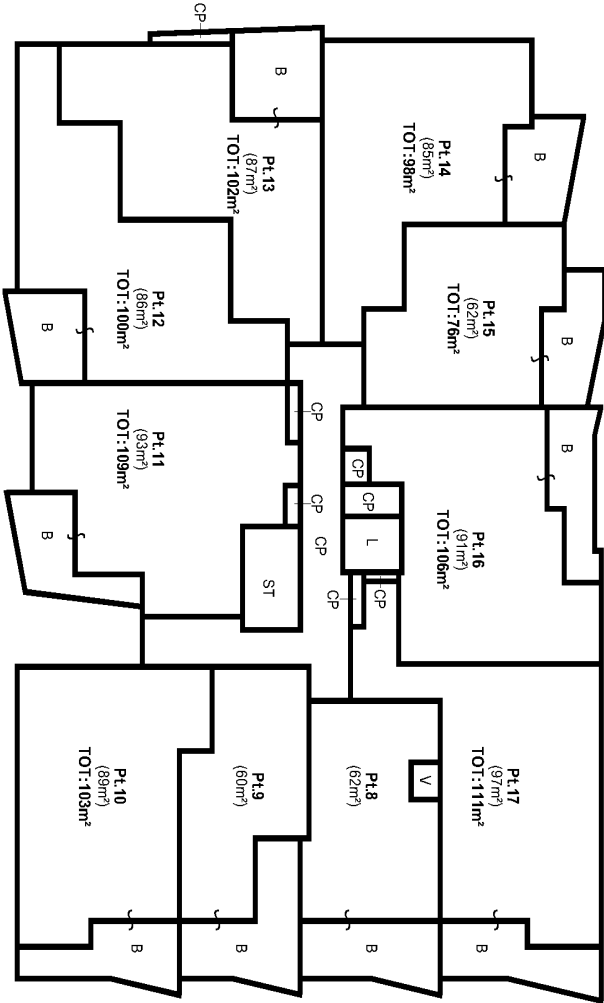 CP
B
Pt.13
(87m²)
TOT:102m²
Pt.14
(85m²)
TOT:98m²
B
Pt.12
(86m²)
TOT:100m²
B
Pt.15
(62m²)
TOT:76m²
B
Pt.11
(93m²)
TOT:109m²
B
CP
CP
CP
ST
CP
CP
L
CP
CP
Pt.16
(91m²)
TOT:106m²
B
Pt.10
(89m²)
TOT:103m²
B
Pt.9
(60m²)
B
Pt.8
(62m²)
V
B
Pt.17
(97m²)
TOT:111m²
B